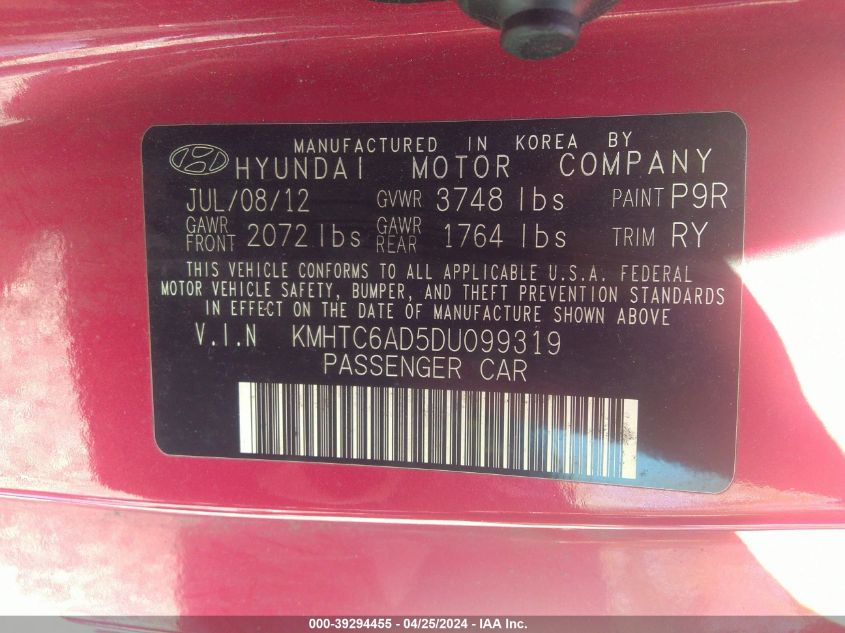 MANUFACTURED IN KOREA BY
HYUNDAI MOTOR COMPANY
JUL/08/12 GVWR 3748 lbs PAINT P9R
GAWR FRONT 2072 lbs GAWR REAR 1764 lbs TRIM RY
THIS VEHICLE CONFORMS TO ALL APPLICABLE U.S.A. FEDERAL
MOTOR VEHICLE SAFETY, BUMPER, AND THEFT PREVENTION STANDARDS
IN EFFECT ON THE DATE OF MANUFACTURE SHOWN ABOVE
V.I.N KMHTC6AD5DU099319
PASSENGER CAR
000-39294455 - 04/25/2024 - IAA Inc.